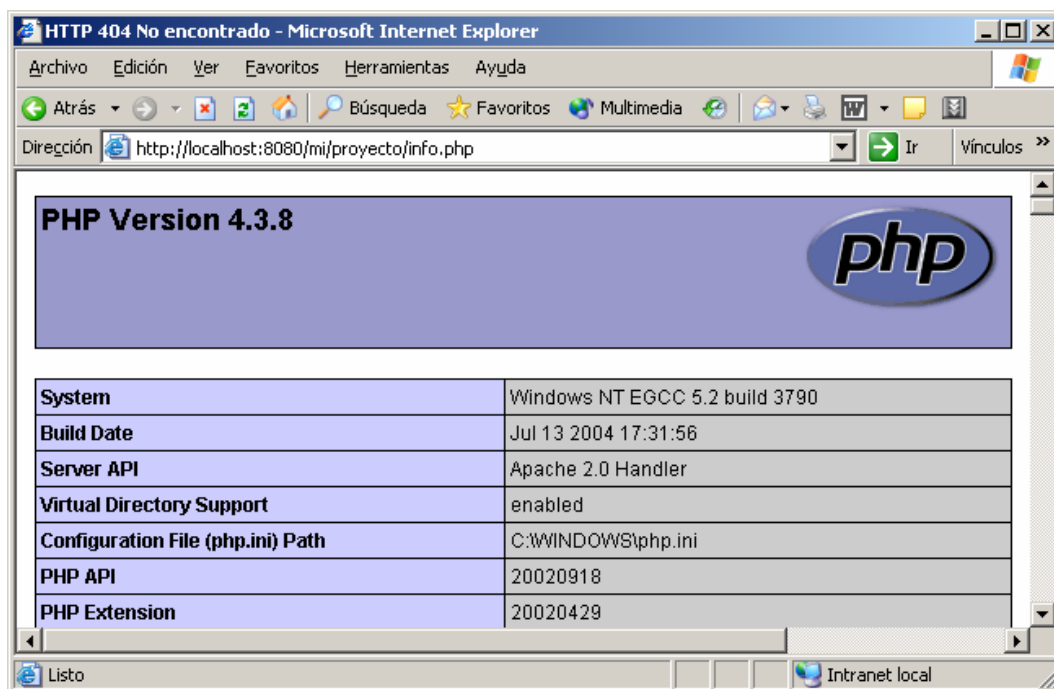 HTTP 404 No encontrado - Microsoft Internet Explorer
Archivo Edición Ver Favoritos Herramientas Ayuda
Atrás Búsqueda Favoritos Multimedia W
Dirección http://localhost:8080/mi/proyecto/info.php Ir Vínculos »
PHP Version 4.3.8
php
System Windows NT EGCC 5.2 build 3790
Build Date Jul 13 2004 17:31:56
Server API Apache 2.0 Handler
Virtual Directory Support enabled
Configuration File (php.ini) Path C:\WINDOWS\php.ini
PHP API 20020918
PHP Extension 20020429
Listo Intranet local